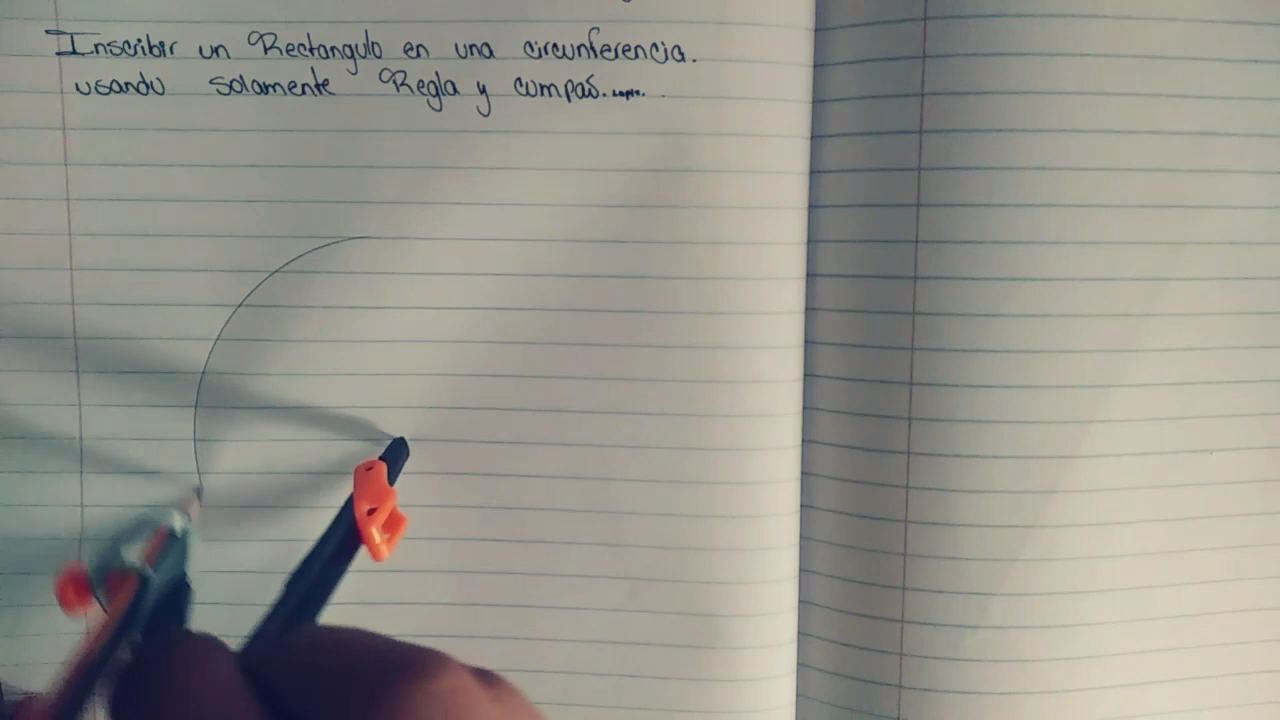 Inscribir un Rectangulo en una circunferencia.
usando solamente Regla y compas.